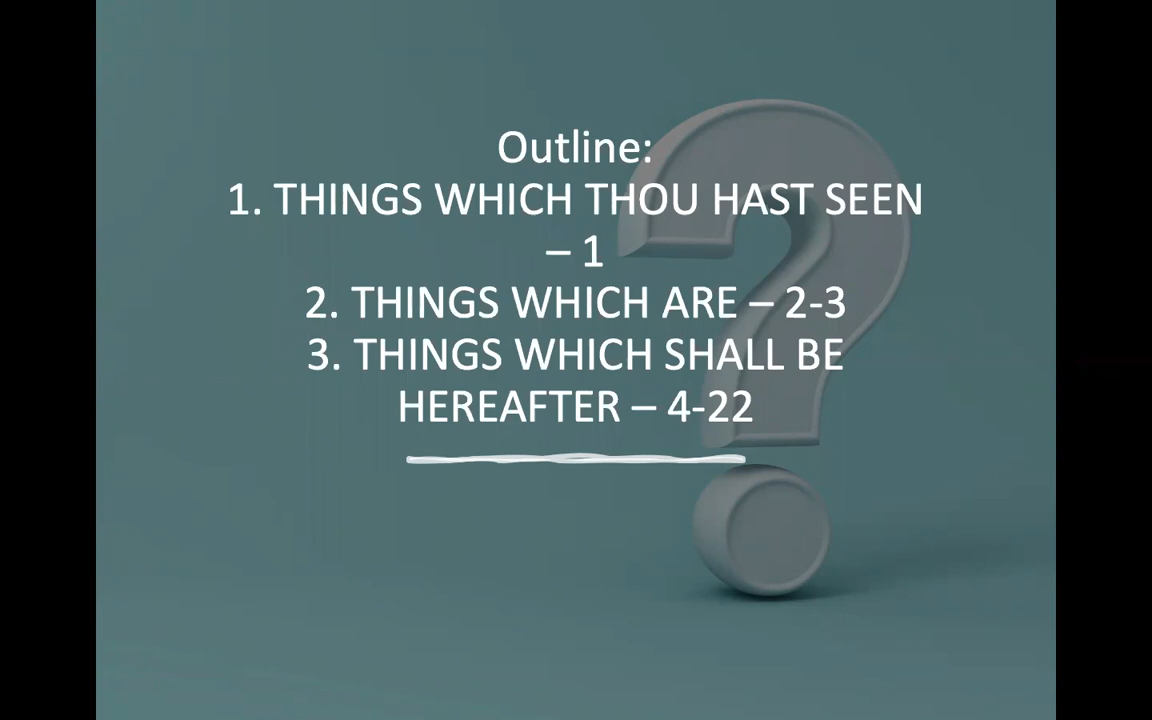 Outline:
1. THINGS WHICH THOU HAST SEEN
– 1
2. THINGS WHICH ARE – 2-3
3. THINGS WHICH SHALL BE
HEREAFTER – 4-22